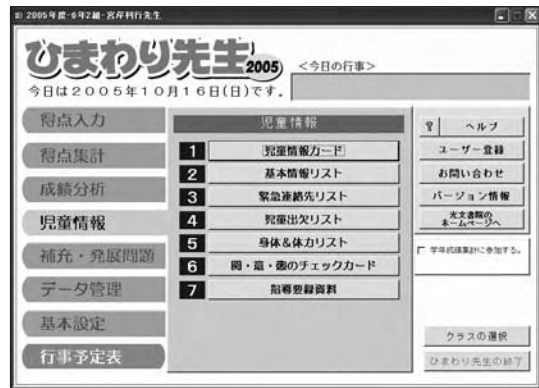 2005年度-6年2組-宮岸利行先生
ひまわり先生2005
<今日の行事>
今日は2005年10月16日(日)です.
得点入力
得点集計
成績分析
児童情報
補充・発展問題
データ管理
基本設定
行事予定表
児童情報
1 児童情報カード
2 基本情報リスト
3 緊急連絡先リスト
4 児童出欠リスト
5 身体&体力リスト
6 関・意・態のチェックカード
7 指導要録資料
? ヘルプ
ユーザー登録
お問い合わせ
バージョン情報
光文書院の
ホームページへ
学年成績集計に参加する。
クラスの選択
ひまわり先生の終了